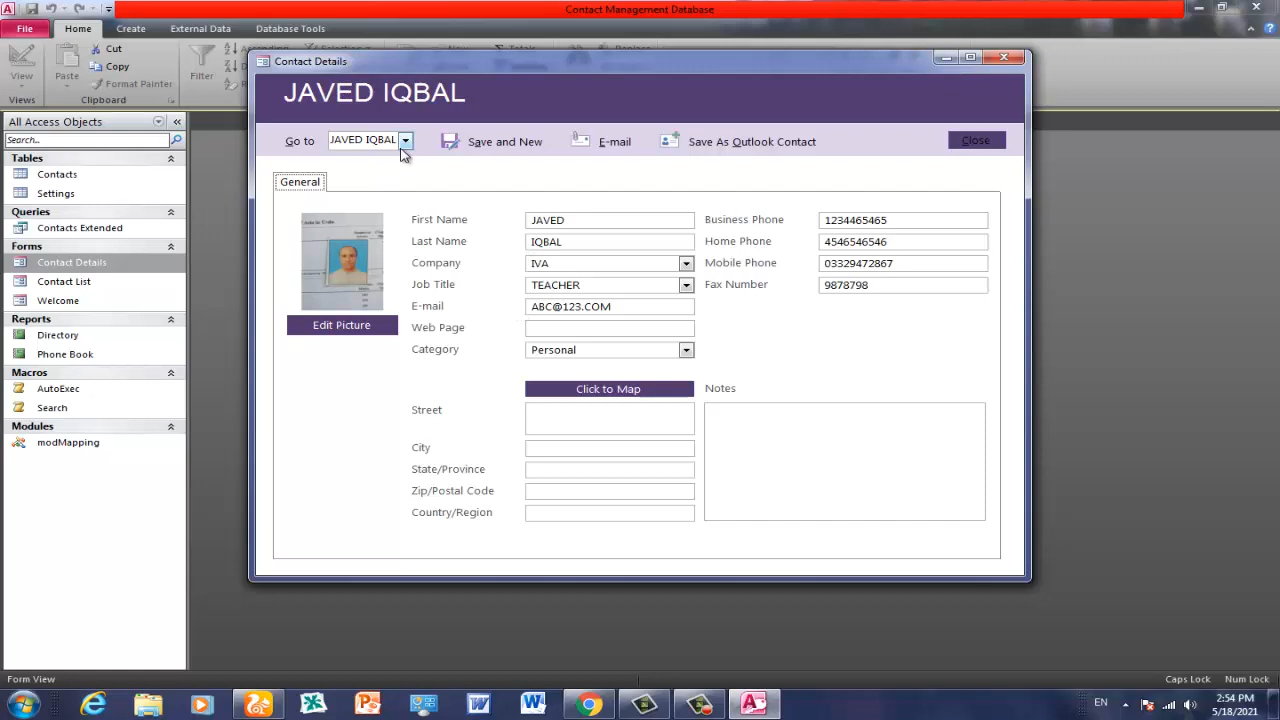 Contact Management Database
File Home Create External Data Database Tools
View
Views
Paste
Cut
Copy
Format Painter
Clipboard
Filter
All Access Objects
Search...
Tables
Contacts
Settings
Queries
Contacts Extended
Forms
Contact Details
Contact List
Welcome
Reports
Directory
Phone Book
Macros
AutoExec
Search
Modules
modMapping
Contact Details
JAVED IQBAL
Go to JAVED IQBAL Save and New E-mail Save As Outlook Contact Close
General
Edit Picture
First Name JAVED Business Phone 1234465465
Last Name IQBAL Home Phone 4546546546
Company IVA Mobile Phone 03329472867
Job Title TEACHER Fax Number 9878798
E-mail ABC@123.COM
Web Page
Category Personal
Click to Map Notes
Street
City
State/Province
Zip/Postal Code
Country/Region
Form View Caps Lock Num Lock
EN 2:54 PM
5/18/2021